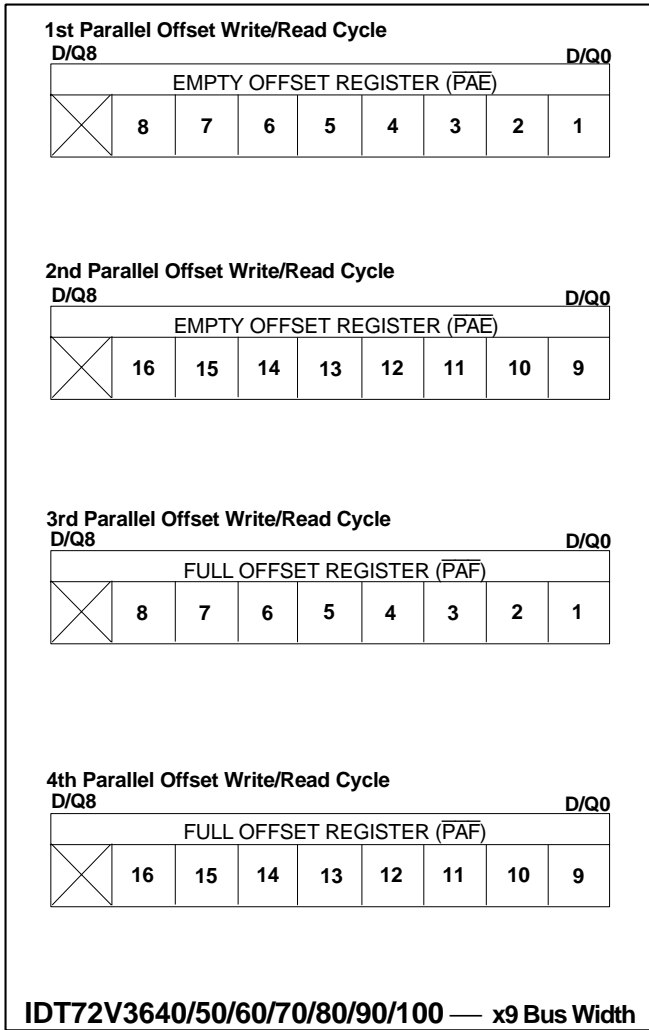 1st Parallel Offset Write/Read Cycle
D/Q8 D/Q0
EMPTY OFFSET REGISTER (P̅A̅E̅)
8 7 6 5 4 3 2 1
2nd Parallel Offset Write/Read Cycle
D/Q8 D/Q0
EMPTY OFFSET REGISTER (P̅A̅E̅)
16 15 14 13 12 11 10 9
3rd Parallel Offset Write/Read Cycle
D/Q8 D/Q0
FULL OFFSET REGISTER (P̅A̅F̅)
8 7 6 5 4 3 2 1
4th Parallel Offset Write/Read Cycle
D/Q8 D/Q0
FULL OFFSET REGISTER (P̅A̅F̅)
16 15 14 13 12 11 10 9
IDT72V3640/50/60/70/80/90/100 — x9 Bus Width